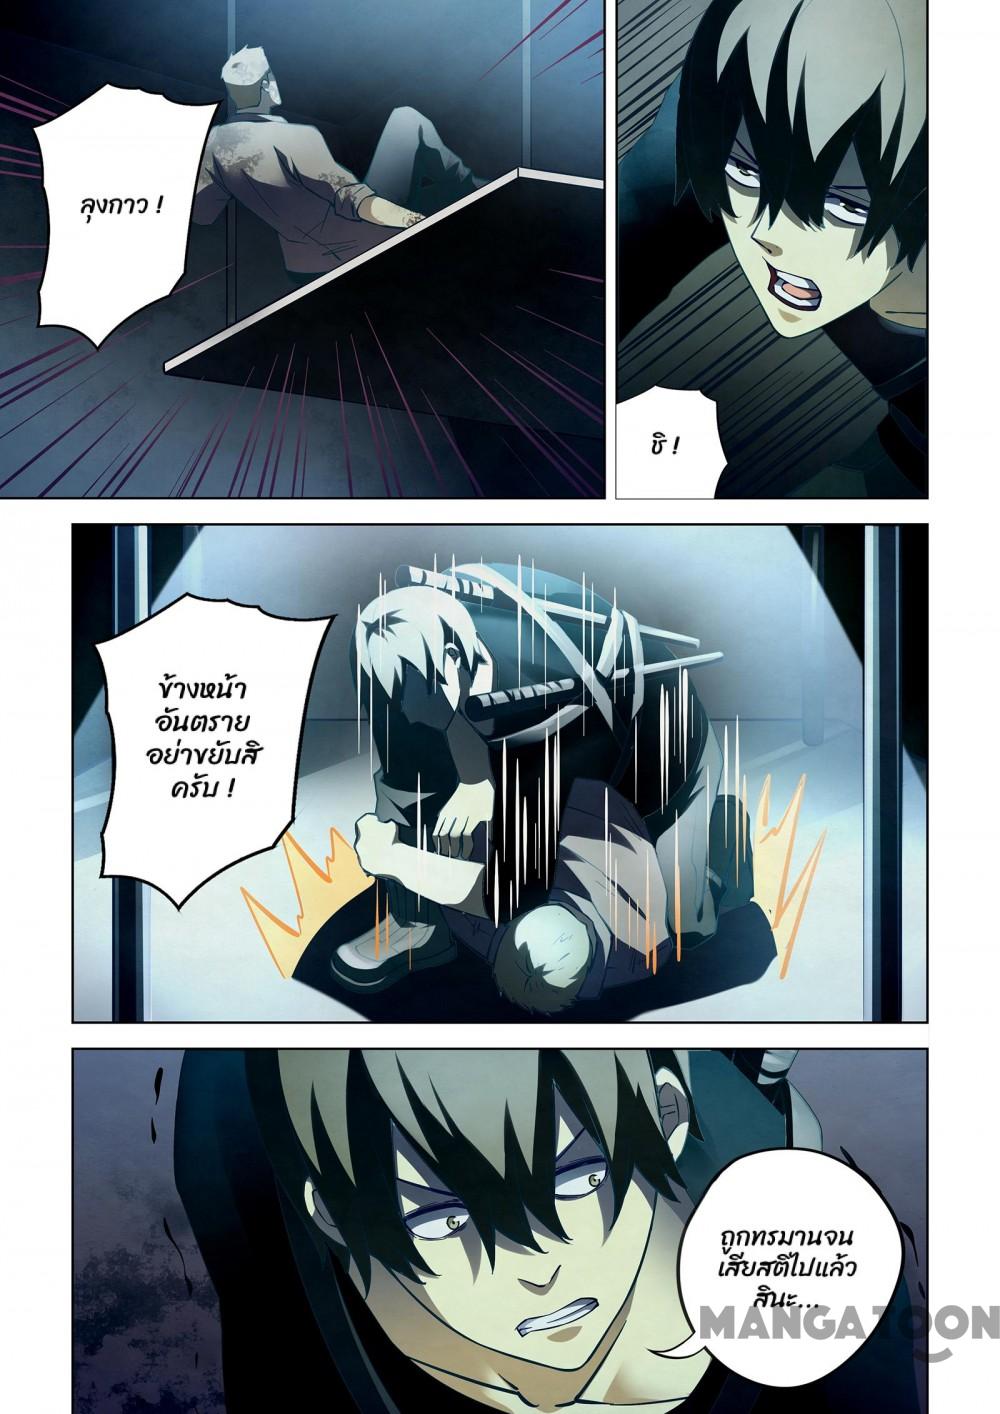 ลุงกาว !
ชิ !
ข้างหน้า
อันตราย
อย่าขยับสิ
ครับ !
ถูกทรมานจน
เสียสติไปแล้ว
สินะ...
MANGATOON